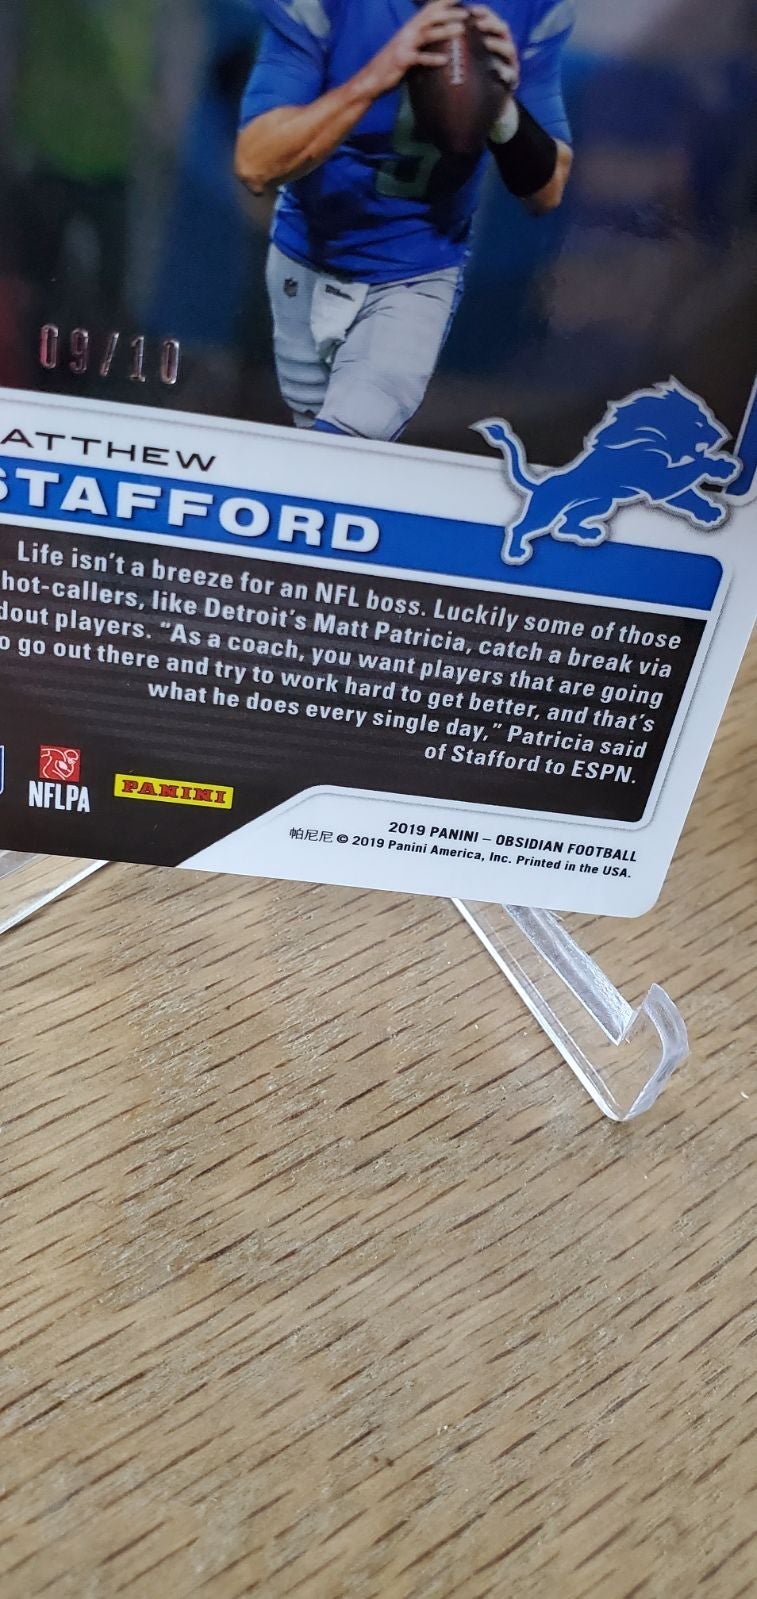 09/10
ATTHEW
STAFFORD
Life isn't a breeze for an NFL boss. Luckily some of those
hot-callers, like Detroit's Matt Patricia, catch a break via
dout players. "As a coach, you want players that are going
o go out there and try to work hard to get better, and that's
what he does every single day," Patricia said
of Stafford to ESPN.
NFLPA
PANINI
2019 PANINI – OBSIDIAN FOOTBALL
帕尼尼 © 2019 Panini America, Inc. Printed in the USA.